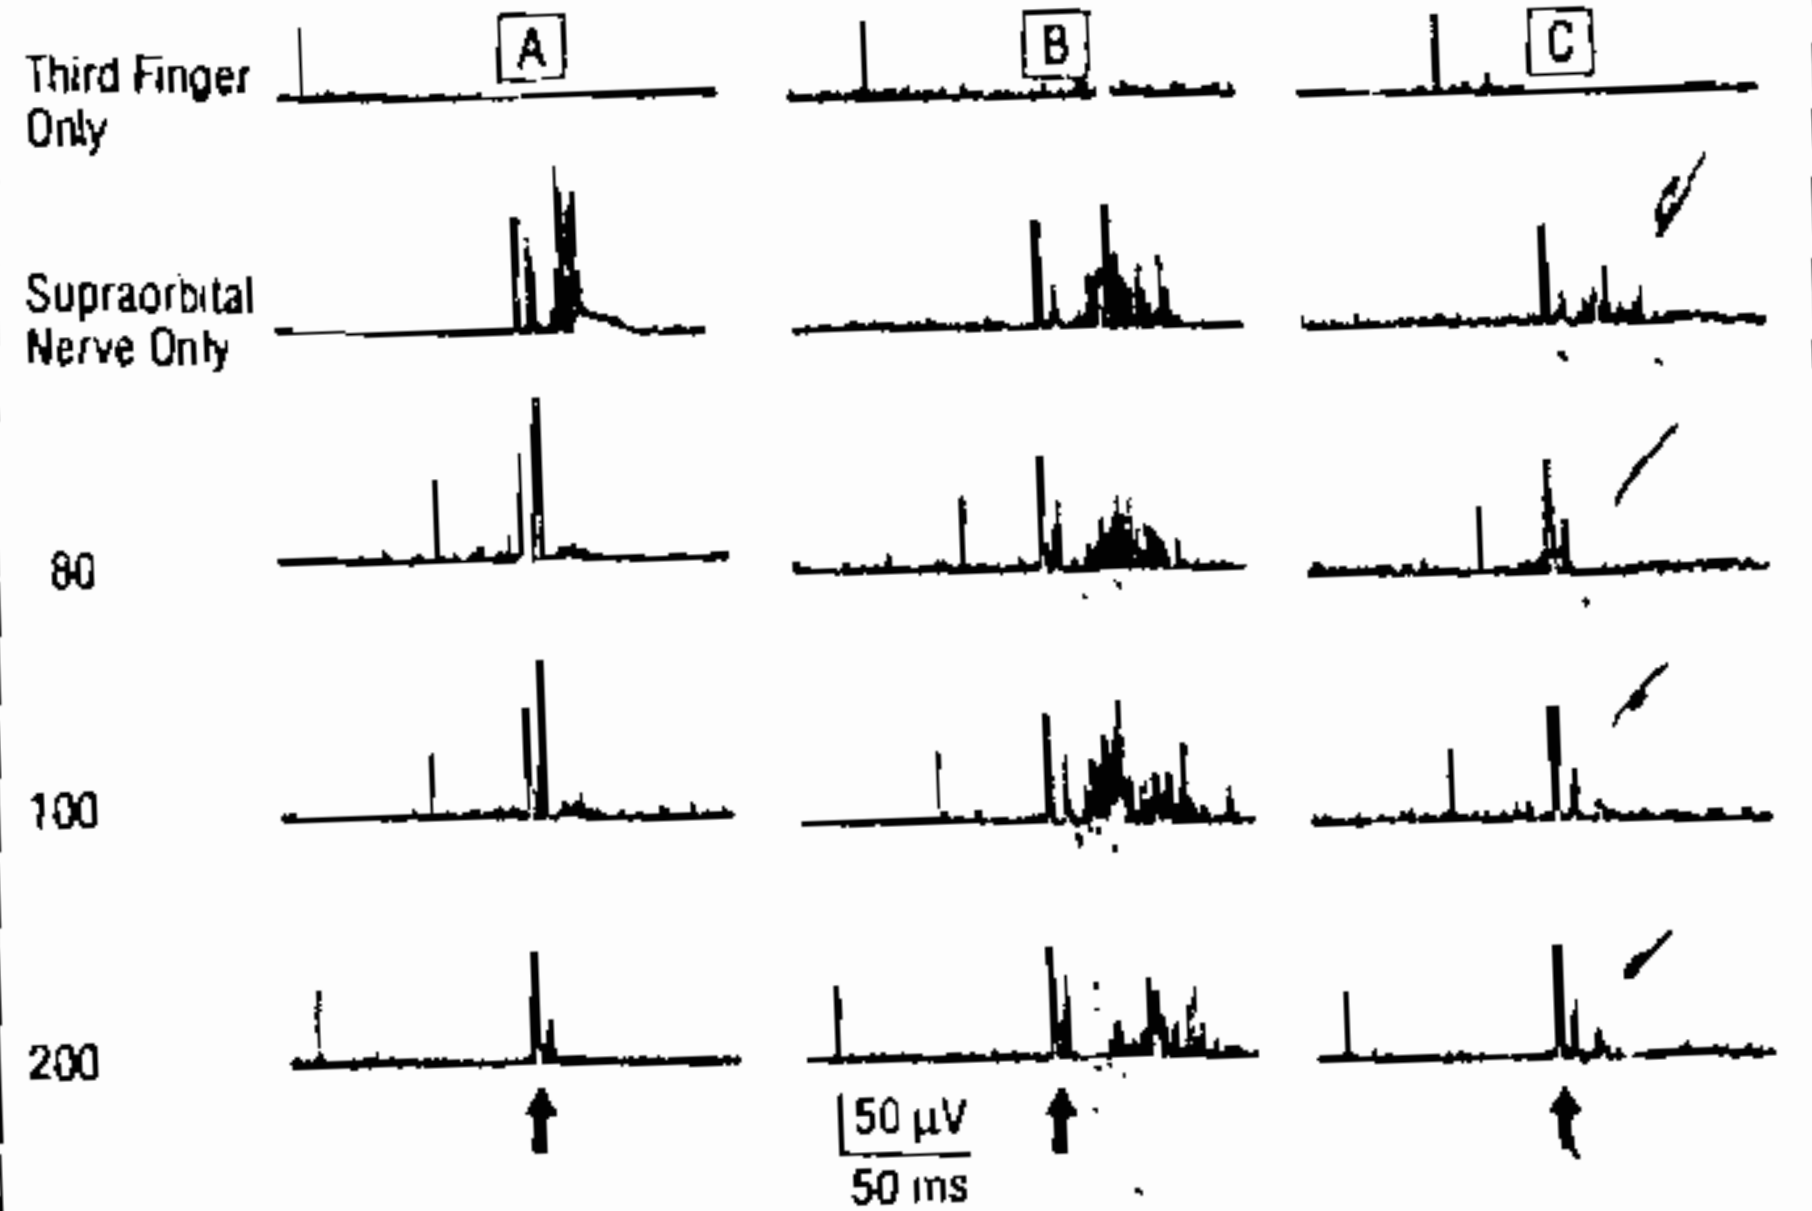 A
B
C
Third Finger
Only
Supraorbital
Nerve Only
80
100
200
50 µV
50 ms